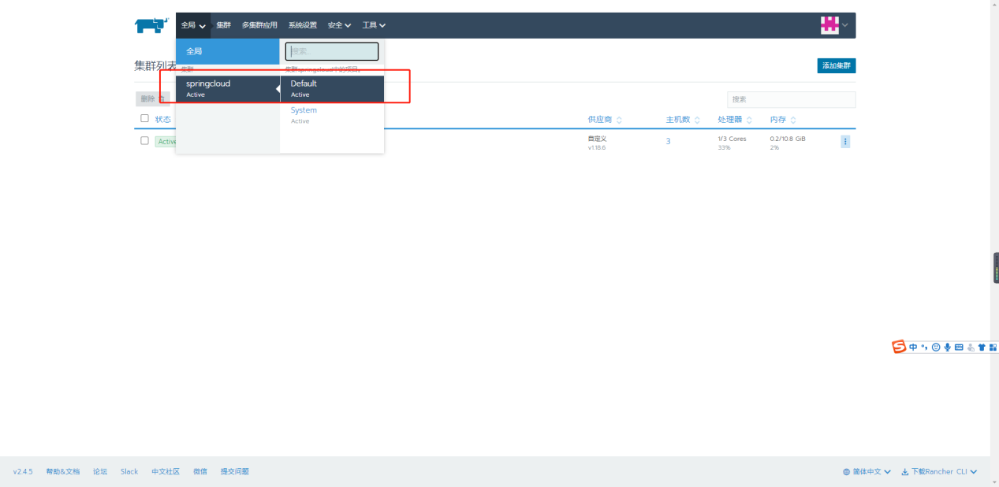 全局 集群 多集群应用 系统设置 安全 工具
全局 搜索...
集群列表 添加集群
集群 集群springcloud中的项目,
springcloud Default
Active Active
删除 搜索
System
状态 供应商 主机数 处理器 内存
Active
Active 自定义 3 1/3 Cores 0.2/10.8 GiB
v1.18.6 33% 2%
中
v2.4.5 帮助&文档 论坛 Slack 中文社区 微信 提交问题 简体中文 下载Rancher CLI